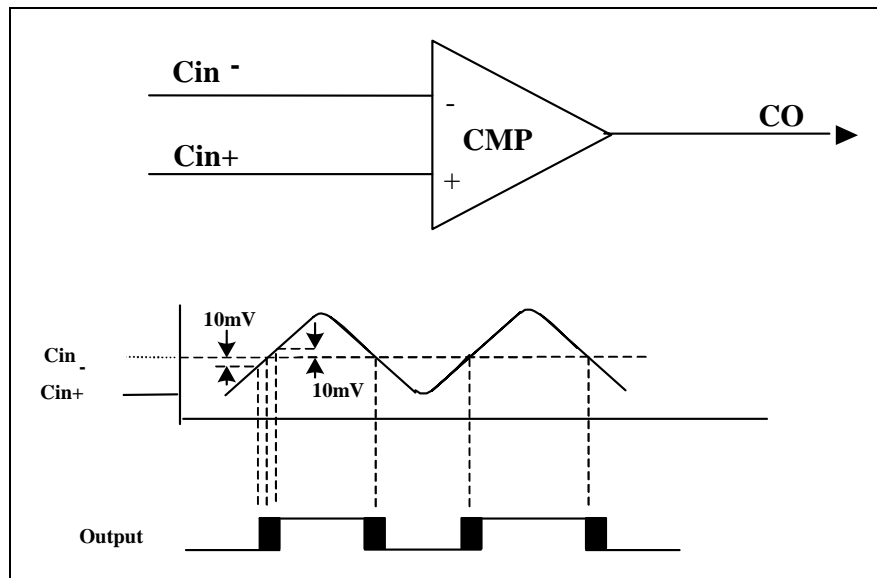 Cin -
-
CMP
CO
Cin+
+
10mV
Cin
-
Cin+
10mV
Output